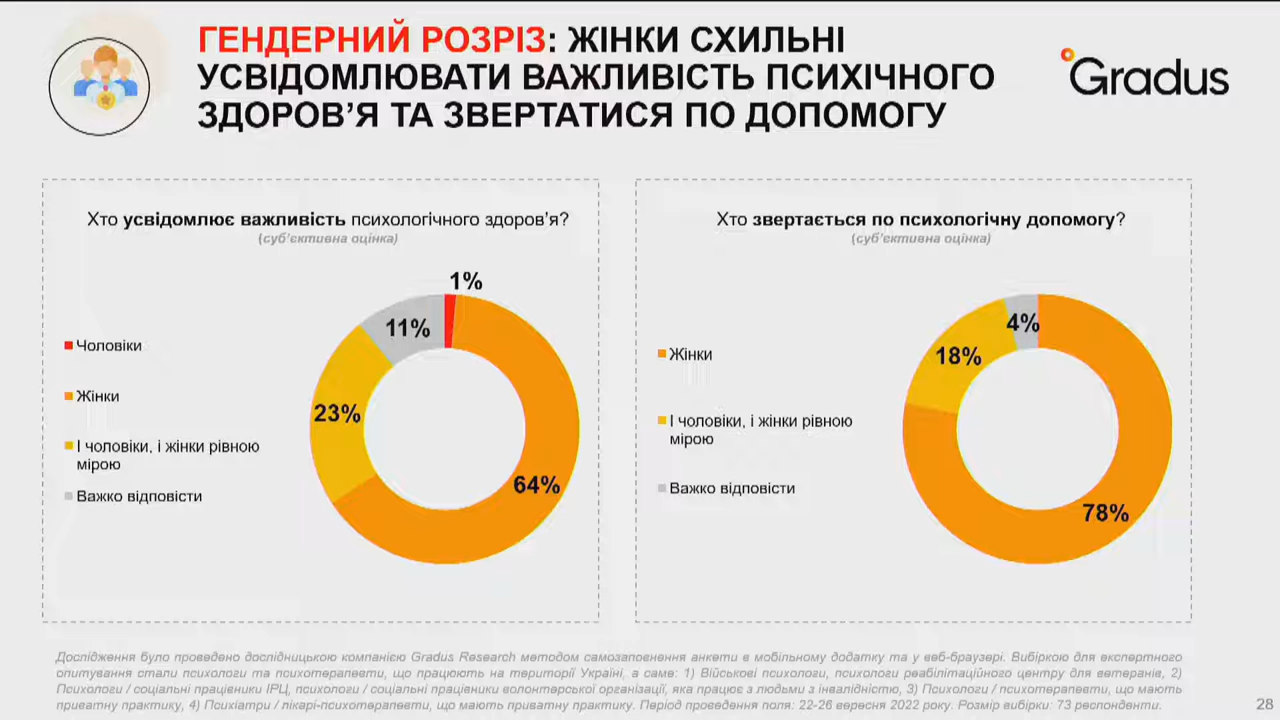 ГЕНДЕРНИЙ РОЗРІЗ: ЖІНКИ СХИЛЬНІ
УСВІДОМЛЮВАТИ ВАЖЛИВІСТЬ ПСИХІЧНОГО
ЗДОРОВ'Я ТА ЗВЕРТАТИСЯ ПО ДОПОМОГУ
Gradus
Хто усвідомлює важливість психологічного здоров'я?
(суб'єктивна оцінка)
1%
11%
23%
64%
Чоловіки
Жінки
І чоловіки, і жінки рівною
мірою
Важко відповісти
Хто звертається по психологічну допомогу?
(суб'єктивна оцінка)
4%
18%
78%
Жінки
І чоловіки, і жінки рівною
мірою
Важко відповісти
Дослідження було проведено дослідницькою компанією Gradus Research методом самозаповнення анкети в мобільному додатку та у веб-браузері. Вибіркою для експертного
опитування стали психологи та психотерапевти, що працюють на території Україні, а саме: 1) Військові психологи, психологи реабілітаційного центру для ветеранів, 2)
Психологи / соціальні працівники ІРЦ, психологи / соціальні працівники волонтерської організації, яка працює з людьми з інвалідністю, 3) Психологи / психотерапевти, що мають
приватну практику, 4) Психіатри / лікарі-психотерапевти, що мають приватну практику. Період проведення поля: 22-26 вересня 2022 року. Розмір вибірки: 73 респонденти.
28